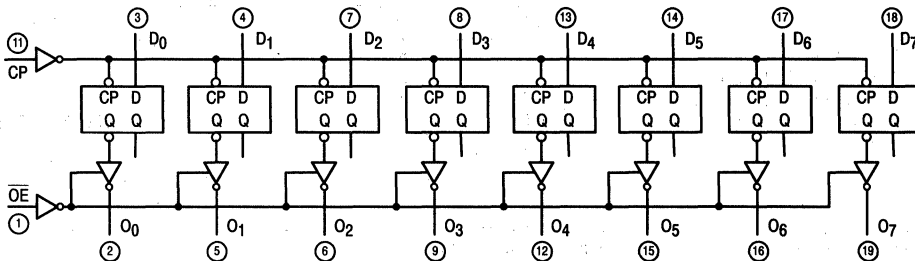 ③ ④ ⑦ ⑧ ⑬ ⑭ ⑰ ⑱
⑪ D₀ D₁ D₂ D₃ D₄ D₅ D₆ D₇
CP
CP D CP D CP D CP D CP D CP D CP D CP D
Q Q Q Q Q Q Q Q Q Q Q Q Q Q Q Q
O̅E̅
① O₀ O₁ O₂ O₃ O₄ O₅ O₆ O₇
② ⑤ ⑥ ⑨ ⑫ ⑮ ⑯ ⑲